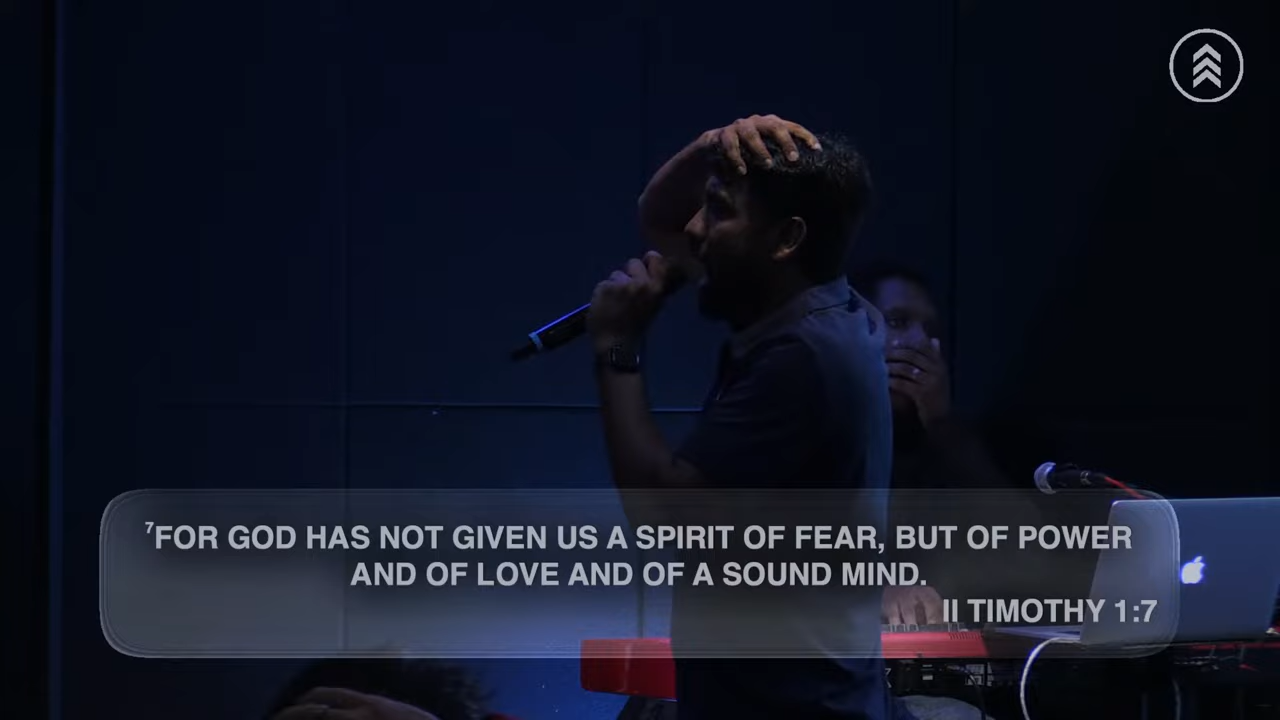 ⁷FOR GOD HAS NOT GIVEN US A SPIRIT OF FEAR, BUT OF POWER
AND OF LOVE AND OF A SOUND MIND.
II TIMOTHY 1:7